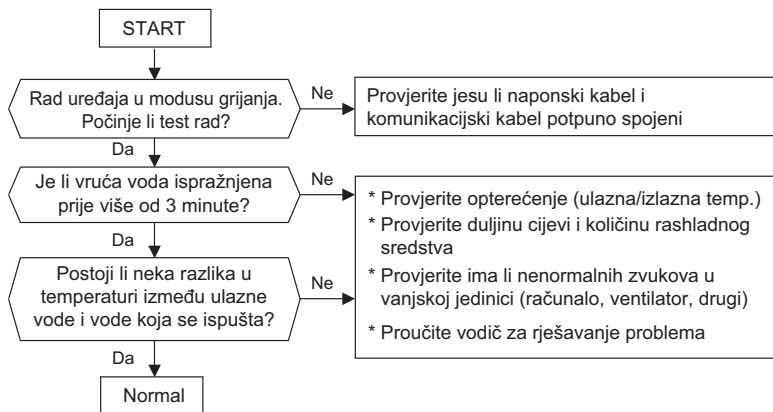 START
Rad uređaja u modusu grijanja.
Počinje li test rad?
Ne
Provjerite jesu li naponski kabel i
komunikacijski kabel potpuno spojeni
Da
Je li vruća voda ispražnjena
prije više od 3 minute?
Ne
* Provjerite opterećenje (ulazna/izlazna temp.)
* Provjerite duljinu cijevi i količinu rashladnog
sredstva
* Provjerite ima li nenormalnih zvukova u
vanjskoj jedinici (računalo, ventilator, drugi)
* Proučite vodič za rješavanje problema
Da
Postoji li neka razlika u
temperaturi između ulazne
vode i vode koja se ispušta?
Ne
Da
Normal